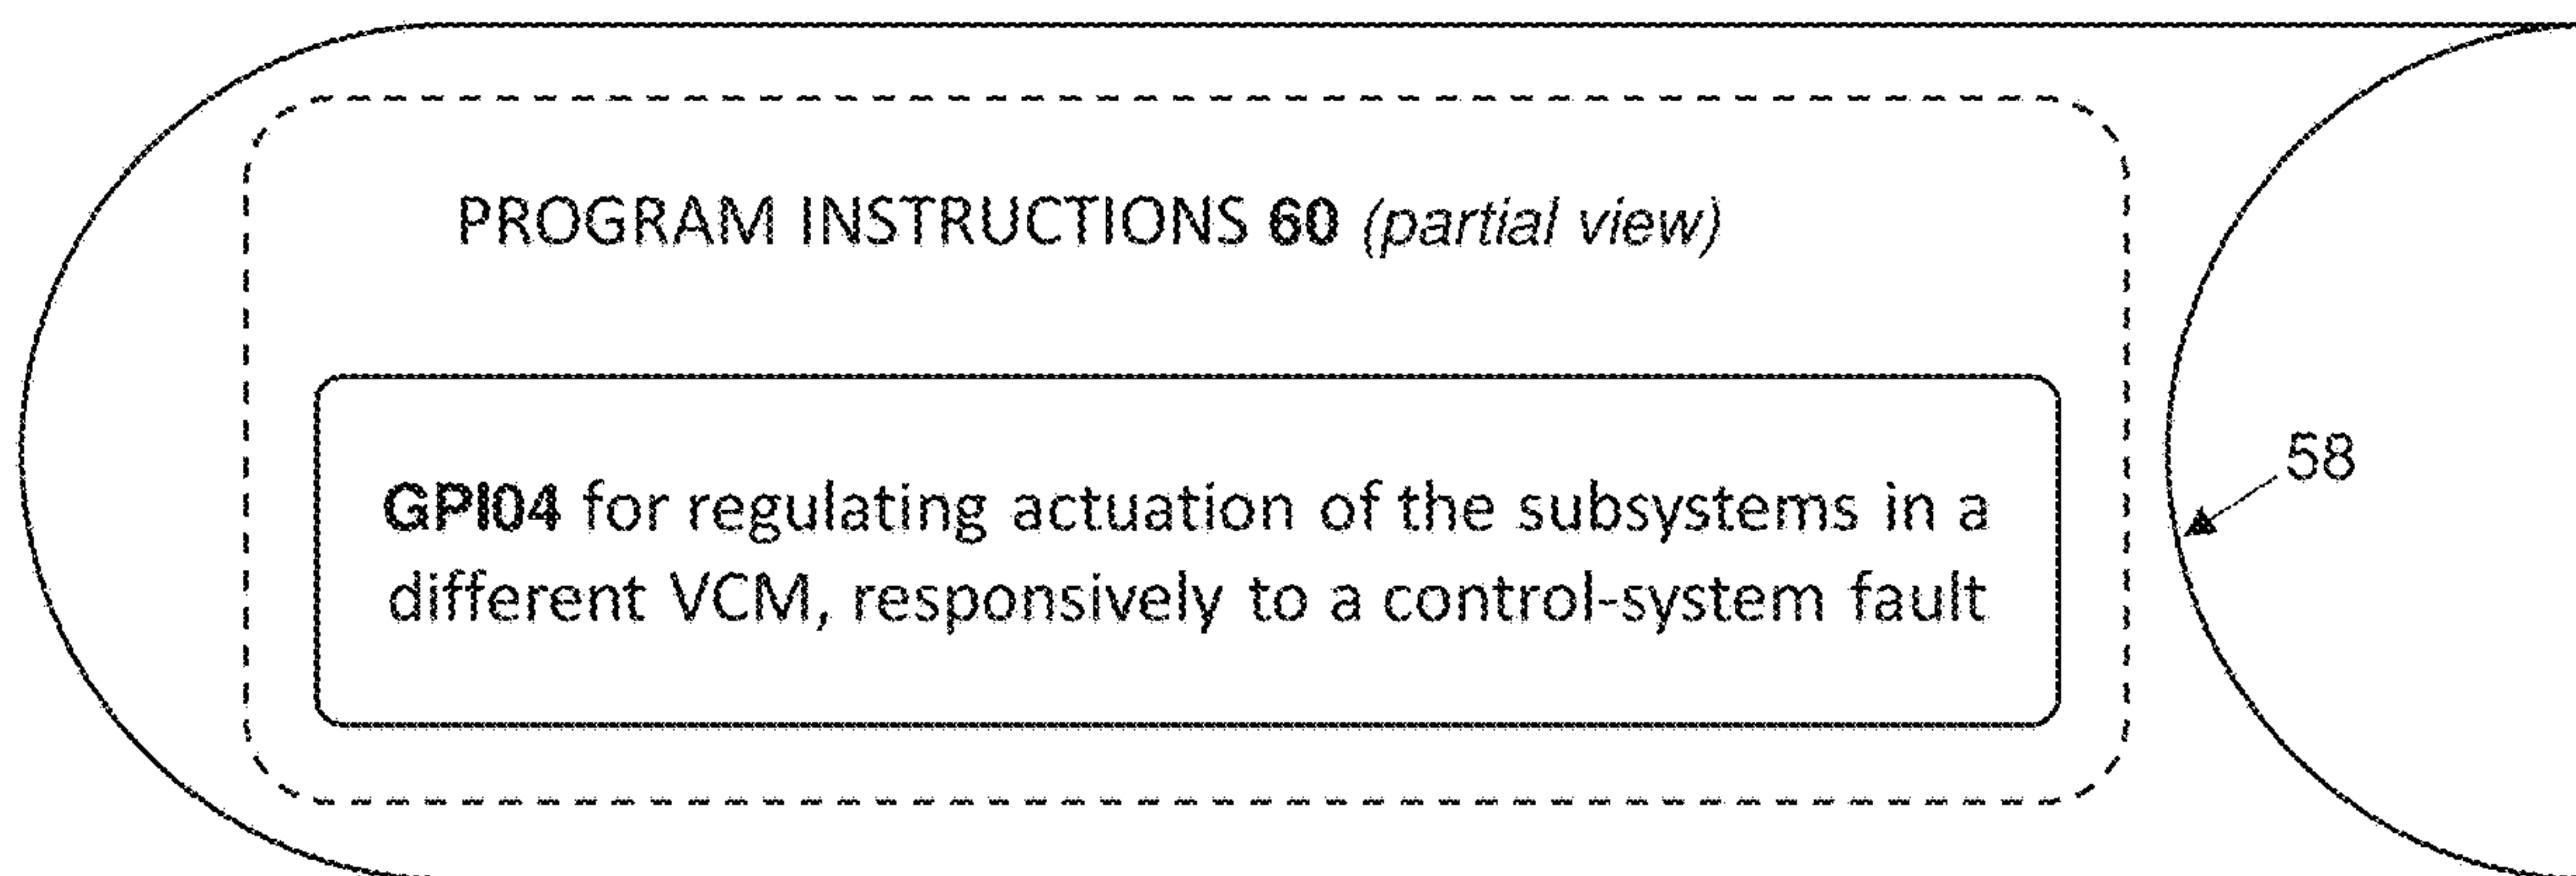 PROGRAM INSTRUCTIONS 60 (partial view)
GPI04 for regulating actuation of the subsystems in a
different VCM, responsively to a control-system fault
58